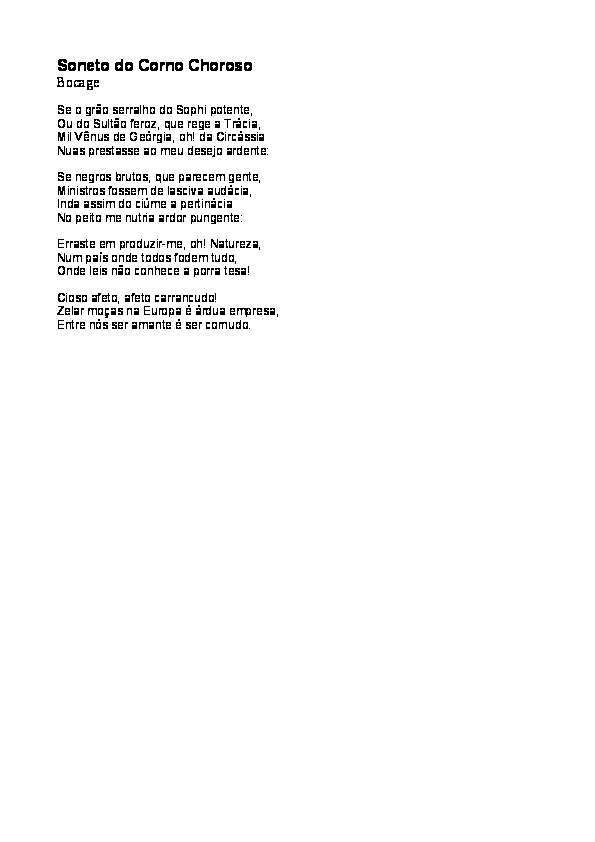 Soneto do Corno Choroso
Bocage
Se o grão serralho do Sophi potente,
Ou do Sultão feroz, que rege a Trácia,
Mil Vênus de Geórgia, oh! da Circássia
Nuas prestasse ao meu desejo ardente:
Se negros brutos, que parecem gente,
Ministros fossem de lasciva audácia,
Inda assim do ciúme a pertinácia
No peito me nutria ardor pungente:
Erraste em produzir-me, oh! Natureza,
Num país onde todos fodem tudo,
Onde leis não conhece a porra tesa!
Cioso afeto, afeto carrancudo!
Zelar moças na Europa é árdua empresa,
Entre nós ser amante é ser cornudo.